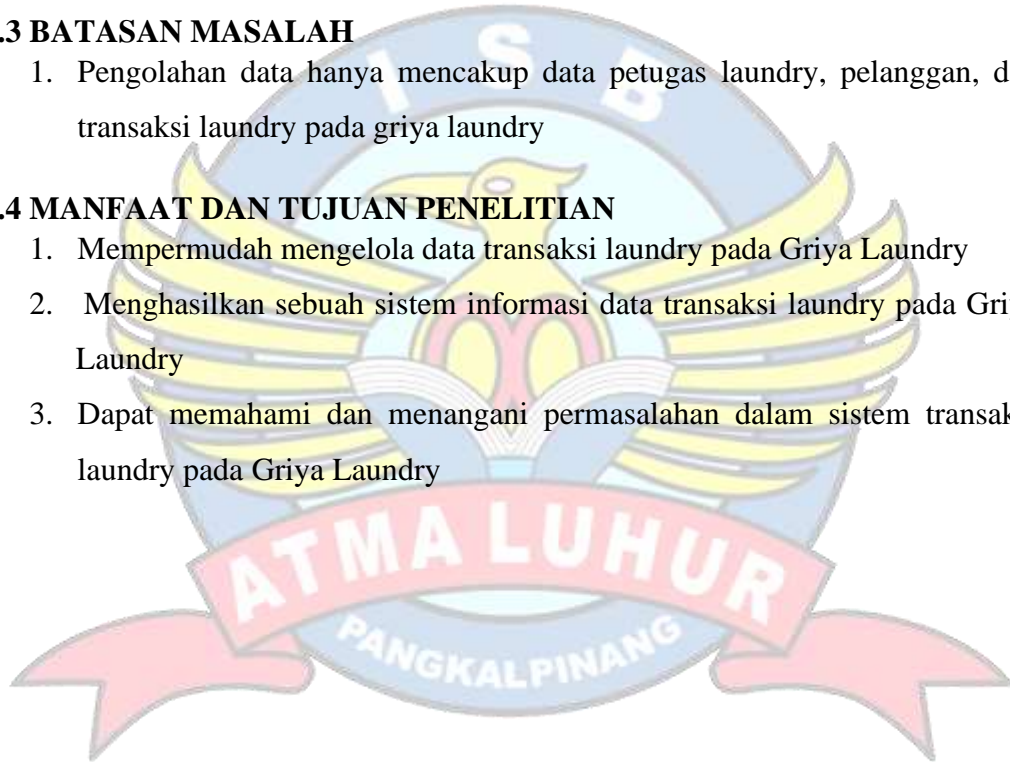 .3 BATASAN MASALAH
1. Pengolahan data hanya mencakup data petugas laundry, pelanggan, d
transaksi laundry pada griya laundry
.4 MANFAAT DAN TUJUAN PENELITIAN
1. Mempermudah mengelola data transaksi laundry pada Griya Laundry
2. Menghasilkan sebuah sistem informasi data transaksi laundry pada Gri
Laundry
3. Dapat memahami dan menangani permasalahan dalam sistem transak
laundry pada Griya Laundry
I S B
ATMA LUHUR
PANGKALPINANG